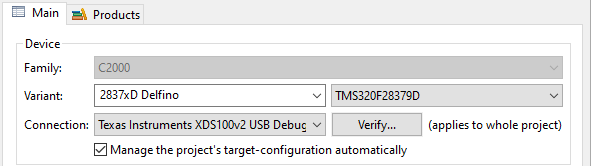 Main Products
Device
Family: C2000
Variant: 2837xD Delfino TMS320F28379D
Connection: Texas Instruments XDS100v2 USB Debug Verify... (applies to whole project)
Manage the project's target-configuration automatically